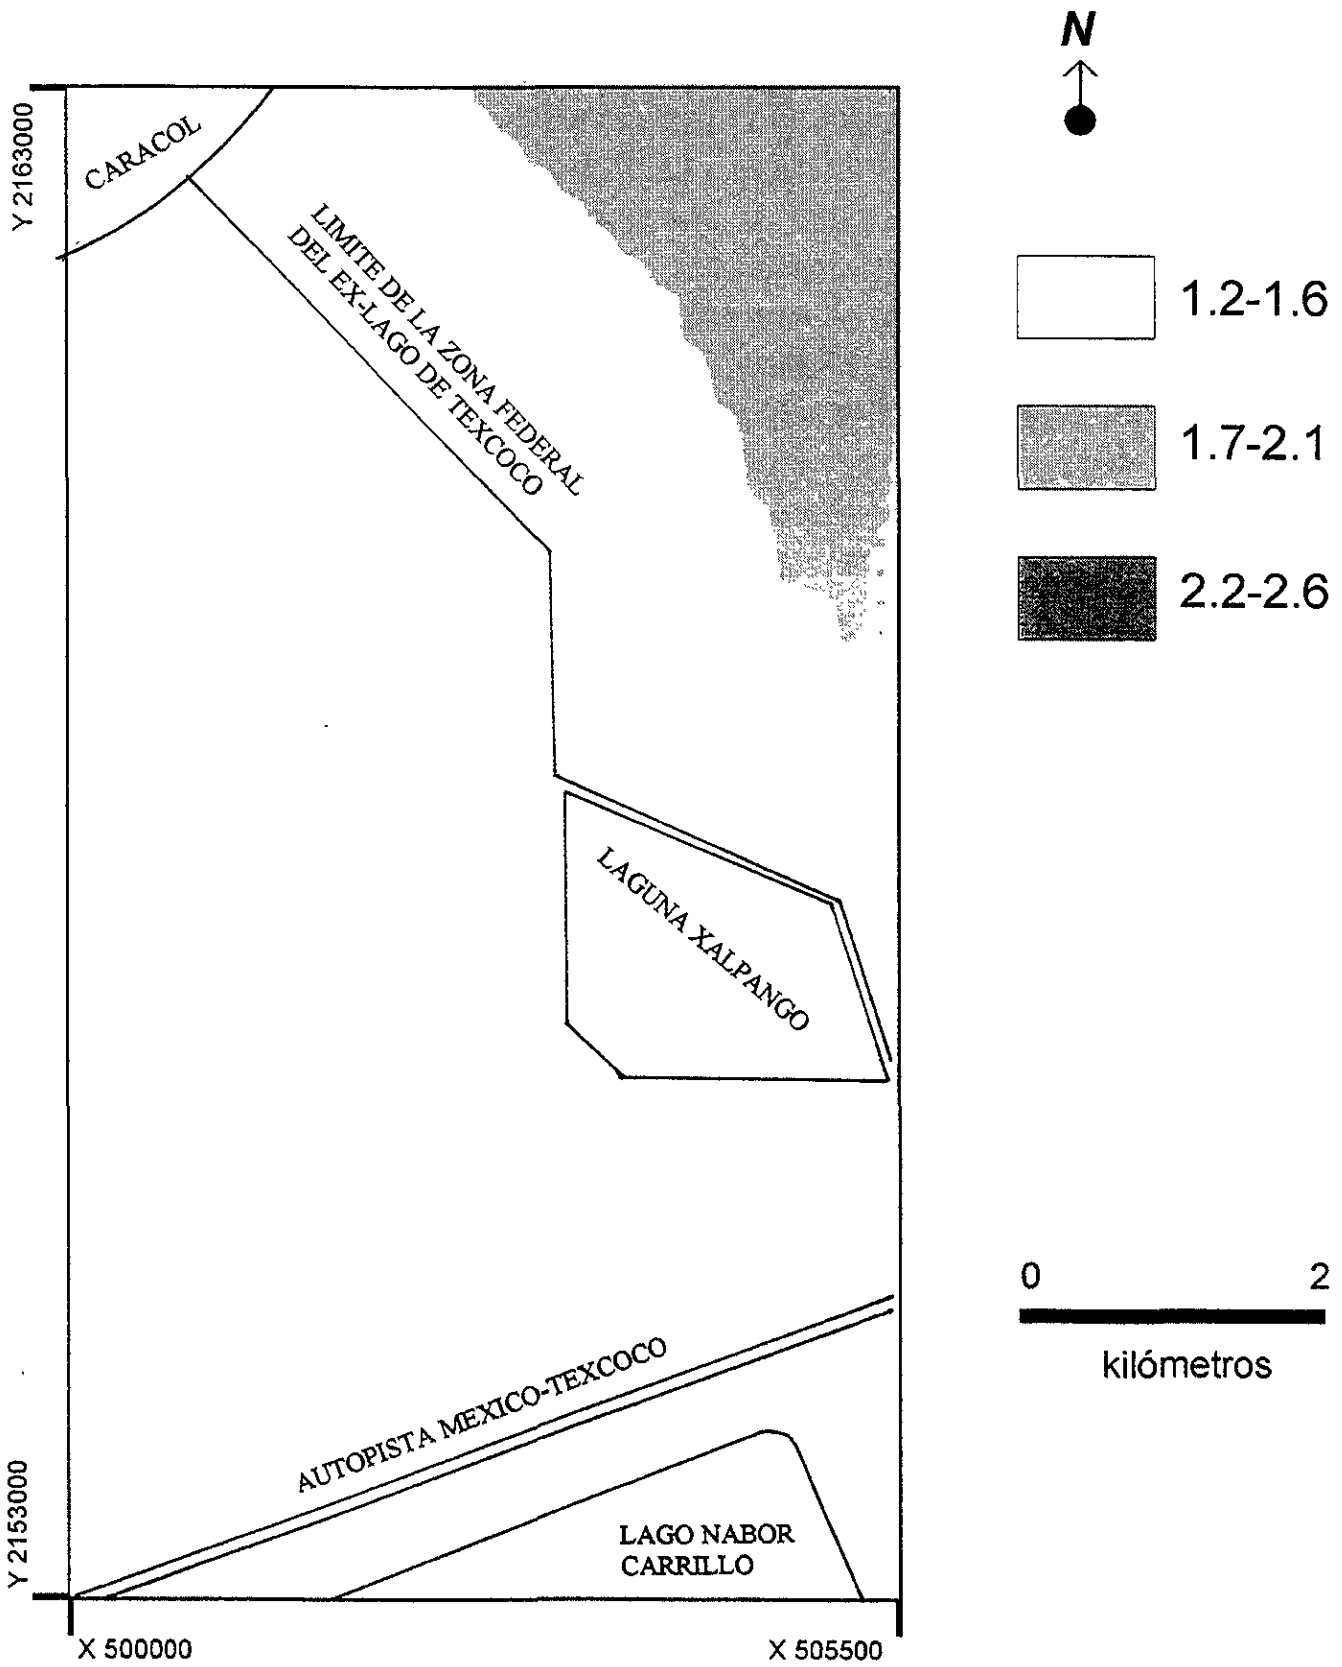 N
Y 2163000
CARACOL
LIMITE DE LA ZONA FEDERAL
DEL EX-LAGO DE TEXCOCO
1.2-1.6
1.7-2.1
2.2-2.6
LAGUNA XALPANGO
0 2
kilómetros
AUTOPISTA MEXICO-TEXCOCO
LAGO NABOR
CARRILLO
Y 2153000
X 500000
X 505500